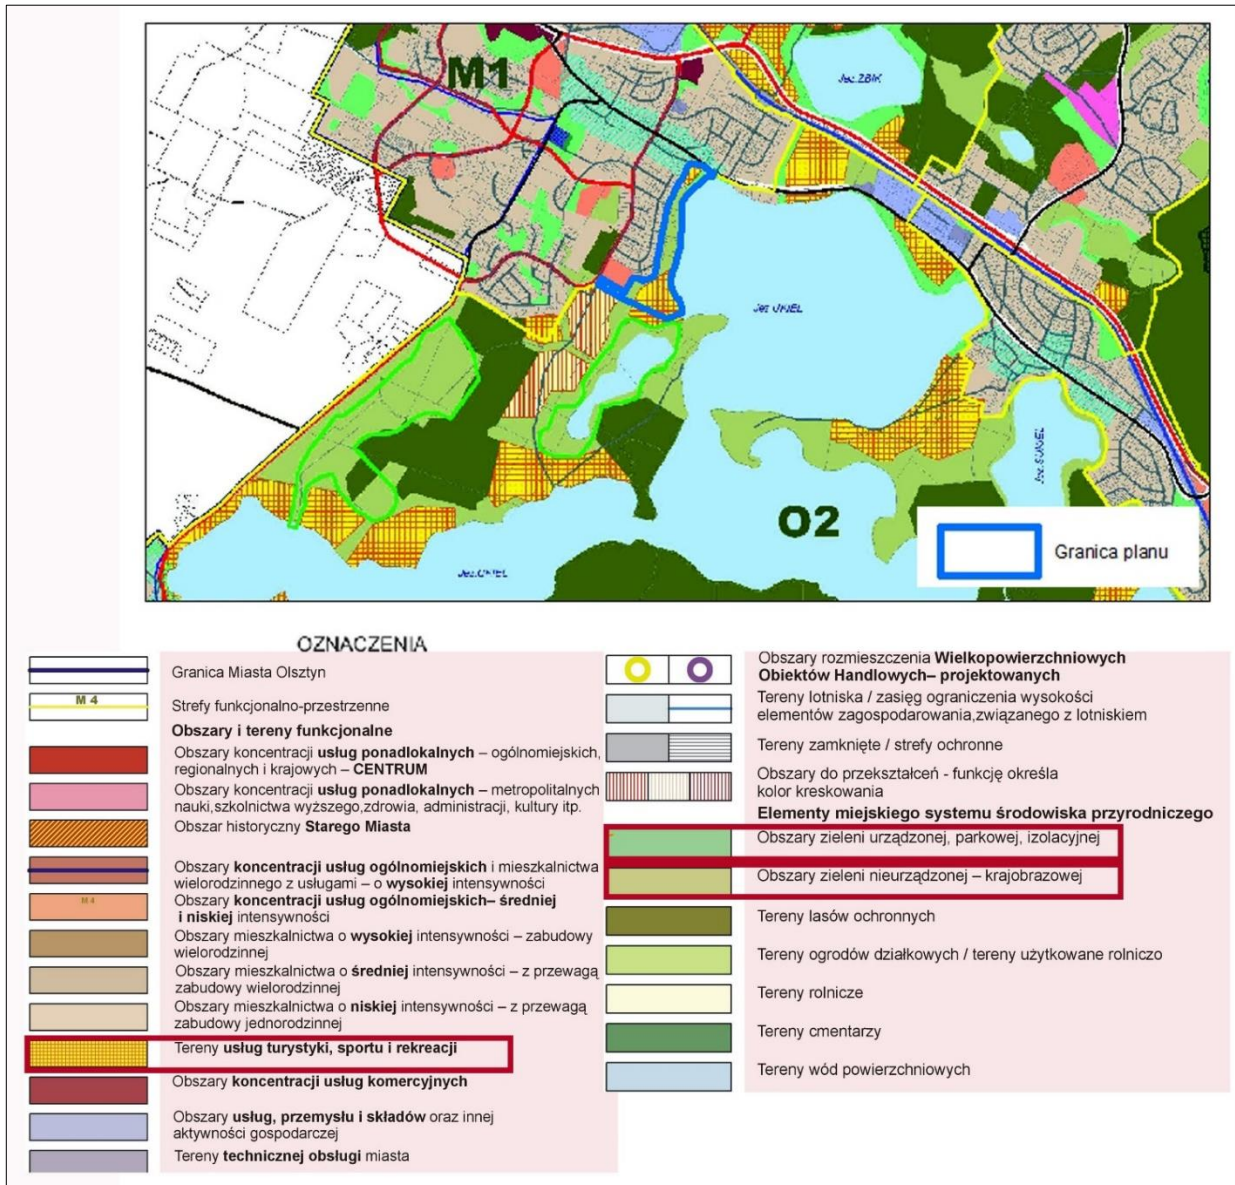 M1
Jez.ŻBIK
Jez.UKIEL
Jez.SUKIEL
O2
Jez.UKIEL
Granica planu
OZNACZENIA
Granica Miasta Olsztyn
M 4
Strefy funkcjonalno-przestrzenne
Obszary i tereny funkcjonalne
Obszary koncentracji usług ponadlokalnych – ogólnomiejskich,
regionalnych i krajowych – CENTRUM
Obszary koncentracji usług ponadlokalnych – metropolitalnych
nauki,szkolnictwa wyższego,zdrowia, administracji, kultury itp.
Obszar historyczny Starego Miasta
Obszary koncentracji usług ogólnomiejskich i mieszkalnictwa
wielorodzinnego z usługami – o wysokiej intensywności
M 4
Obszary koncentracji usług ogólnomiejskich– średniej
i niskiej intensywności
Obszary mieszkalnictwa o wysokiej intensywności – zabudowy
wielorodzinnej
Obszary mieszkalnictwa o średniej intensywności – z przewagą
zabudowy wielorodzinnej
Obszary mieszkalnictwa o niskiej intensywności – z przewagą
zabudowy jednorodzinnej
Tereny usług turystyki, sportu i rekreacji
Obszary koncentracji usług komercyjnych
Obszary usług, przemysłu i składów oraz innej
aktywności gospodarczej
Tereny technicznej obsługi miasta
Obszary rozmieszczenia Wielkopowierzchniowych
Obiektów Handlowych– projektowanych
Tereny lotniska / zasięg ograniczenia wysokości
elementów zagospodarowania,związanego z lotniskiem
Tereny zamknięte / strefy ochronne
Obszary do przekształceń - funkcję określa
kolor kreskowania
Elementy miejskiego systemu środowiska przyrodniczego
Obszary zieleni urządzonej, parkowej, izolacyjnej
Obszary zieleni nieurządzonej – krajobrazowej
Tereny lasów ochronnych
Tereny ogrodów działkowych / tereny użytkowane rolniczo
Tereny rolnicze
Tereny cmentarzy
Tereny wód powierzchniowych